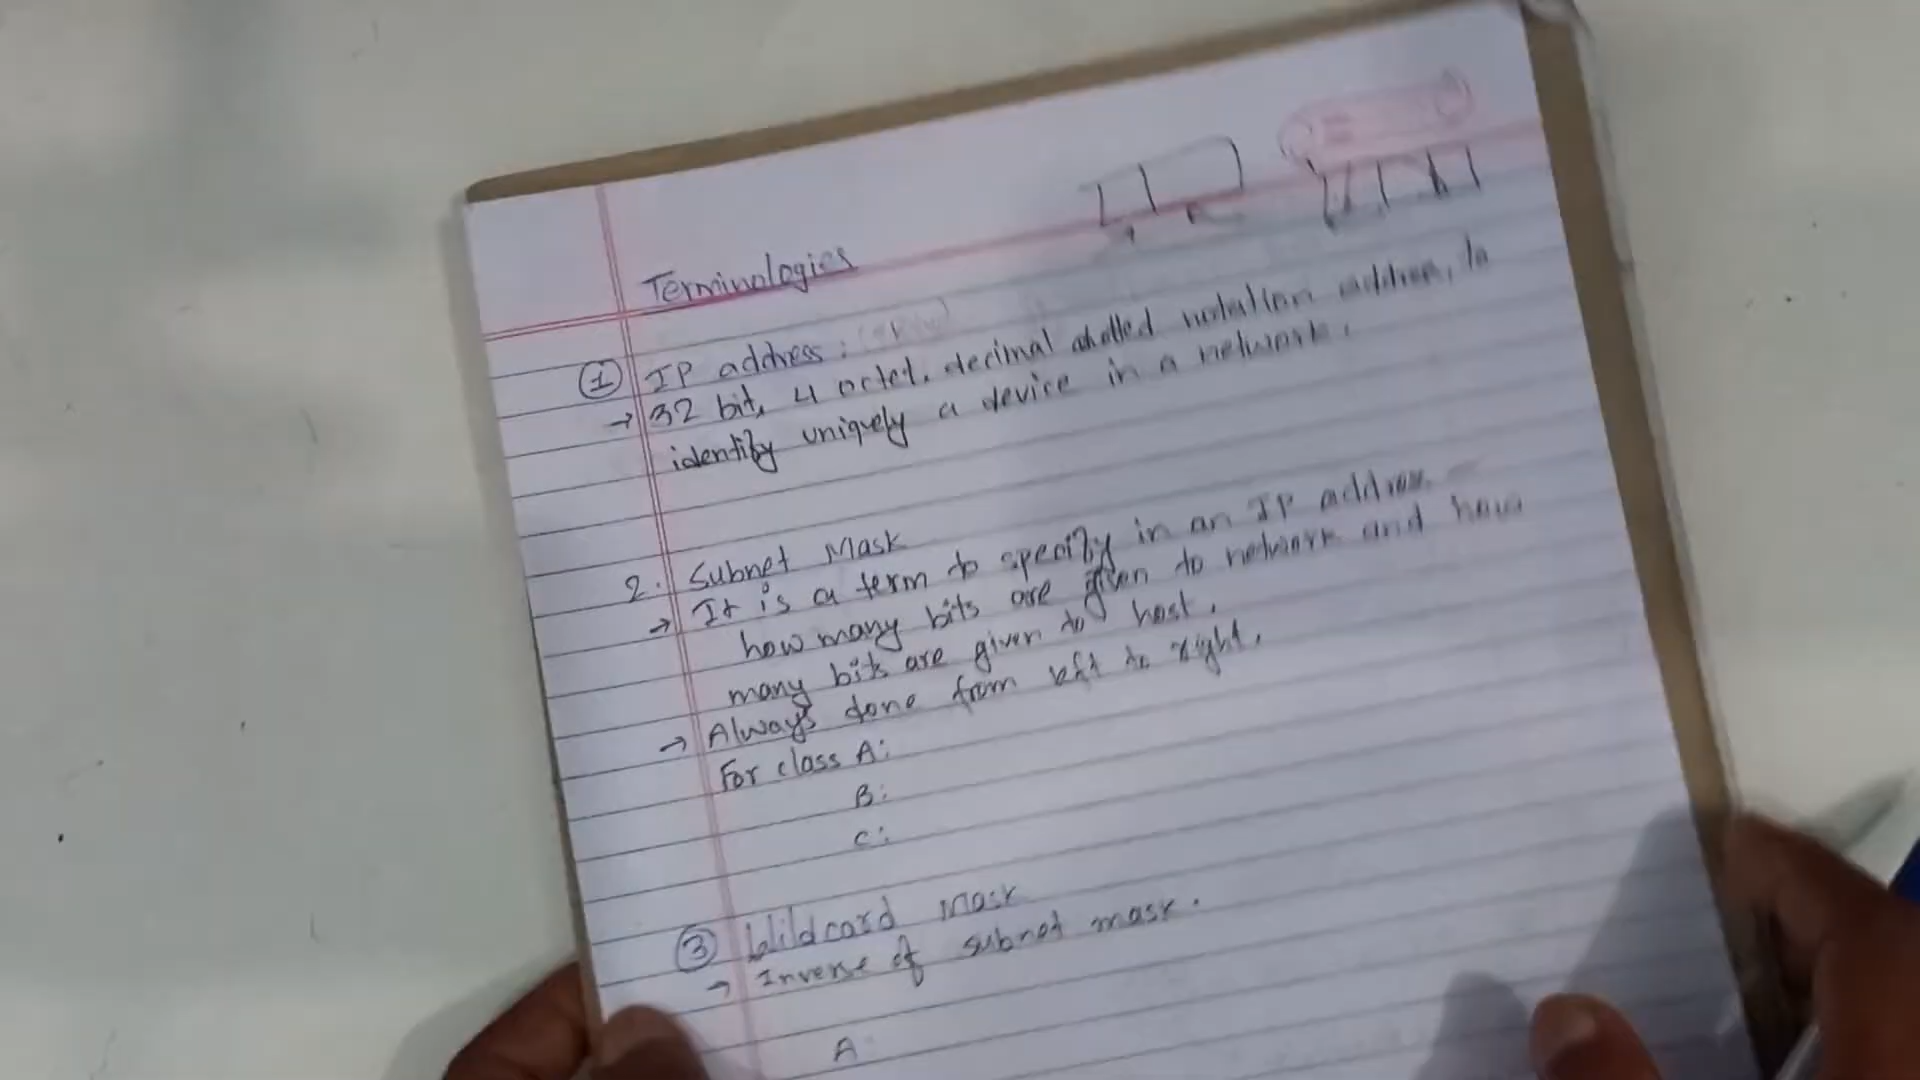 Terminologies
① IP address:
→ 32 bit, 4 octet, decimal dotted notation address, to
identify uniquely a device in a network.
2. Subnet Mask
→ It is a term to specify in an IP address
how many bits are given to network and how
many bits are given to host.
→ Always done from left to right.
For class A:
B:
C:
③ Wildcard Mask
→ Inverse of subnet mask.
A: